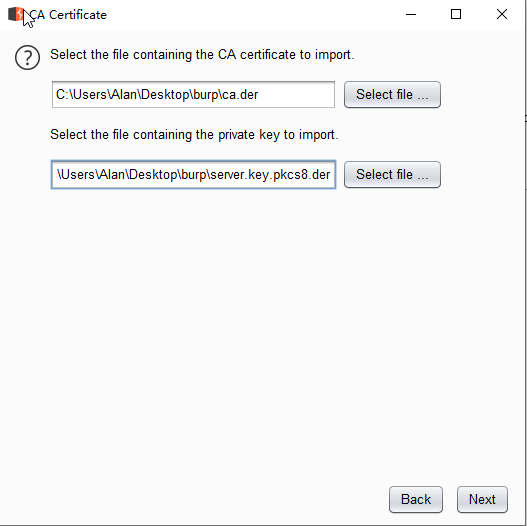 CA Certificate
Select the file containing the CA certificate to import.
C:\Users\Alan\Desktop\burp\ca.der
Select file ...
Select the file containing the private key to import.
\Users\Alan\Desktop\burp\server.key.pkcs8.der
Select file ...
Back
Next